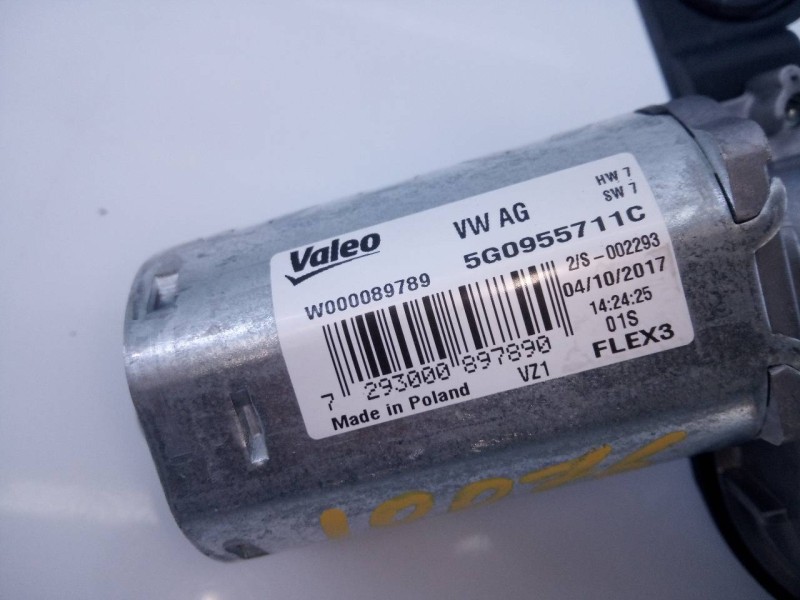 Valeo
VW AG
HW 7
SW 7
5G0955711C
W000089789
2/S-002293
04/10/2017
14:24:25
01S
7 293000 897890
VZ1
FLEX3
Made in Poland